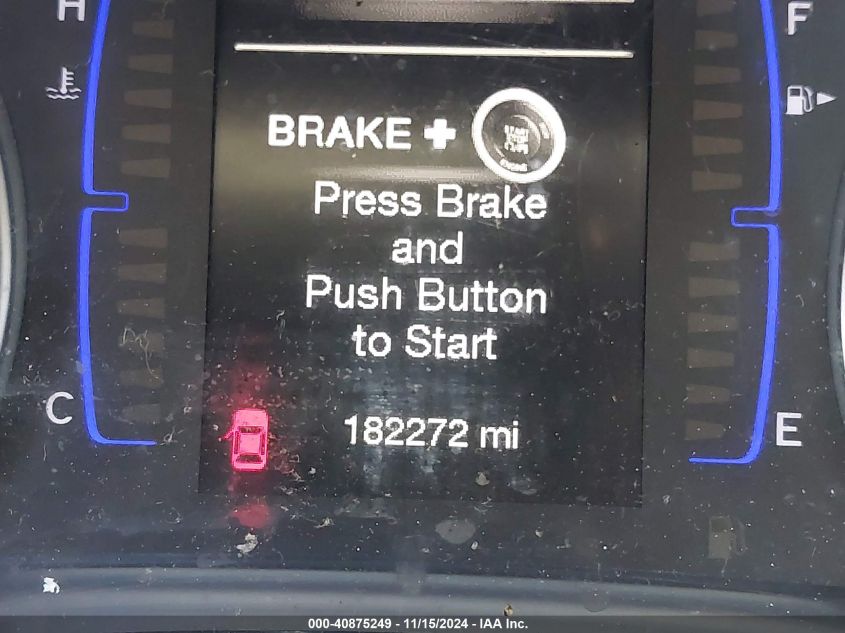 H
F
BRAKE +
Press Brake
and
Push Button
to Start
C
182272 mi
E
000-40875249 - 11/15/2024 - IAA Inc.